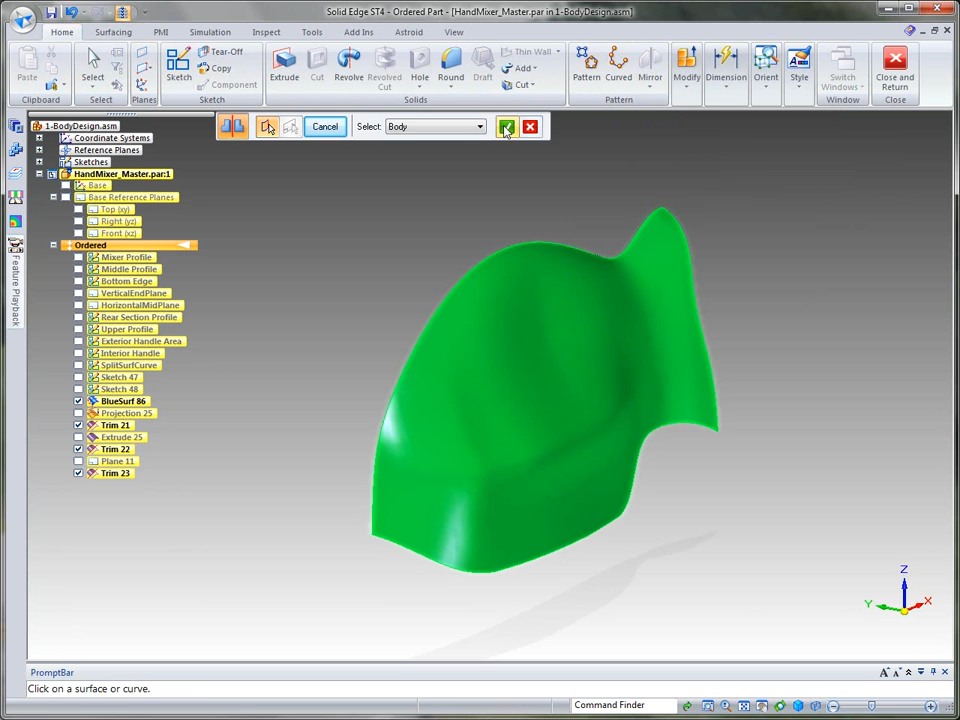 Solid Edge ST4 - Ordered Part - [HandMixer_Master.par in 1-BodyDesign.asm]
Home Surfacing PMI Simulation Inspect Tools Add Ins Astroid View
Paste
Clipboard
Select
Select
Planes
Sketch
Tear-Off
Copy
Component
Sketch
Extrude
Cut
Revolve
Revolved
Cut
Hole
Round
Draft
Thin Wall
Add
Cut
Solids
Pattern
Curved
Mirror
Pattern
Modify
Dimension
Orient
Style
Switch
Windows
Window
Close and
Return
Close
Cancel
Select:
Body
1-BodyDesign.asm
Coordinate Systems
Reference Planes
Sketches
HandMixer_Master.par:1
Base
Base Reference Planes
Top (xy)
Right (yz)
Front (xz)
Ordered
Mixer Profile
Middle Profile
Bottom Edge
VerticalEndPlane
HorizontalMidPlane
Rear Section Profile
Upper Profile
Exterior Handle Area
Interior Handle
SplitSurfCurve
Sketch 47
Sketch 48
BlueSurf 86
Projection 25
Trim 21
Extrude 25
Trim 22
Plane 11
Trim 23
Feature Playback
Z
Y
X
PromptBar
Click on a surface or curve.
Command Finder